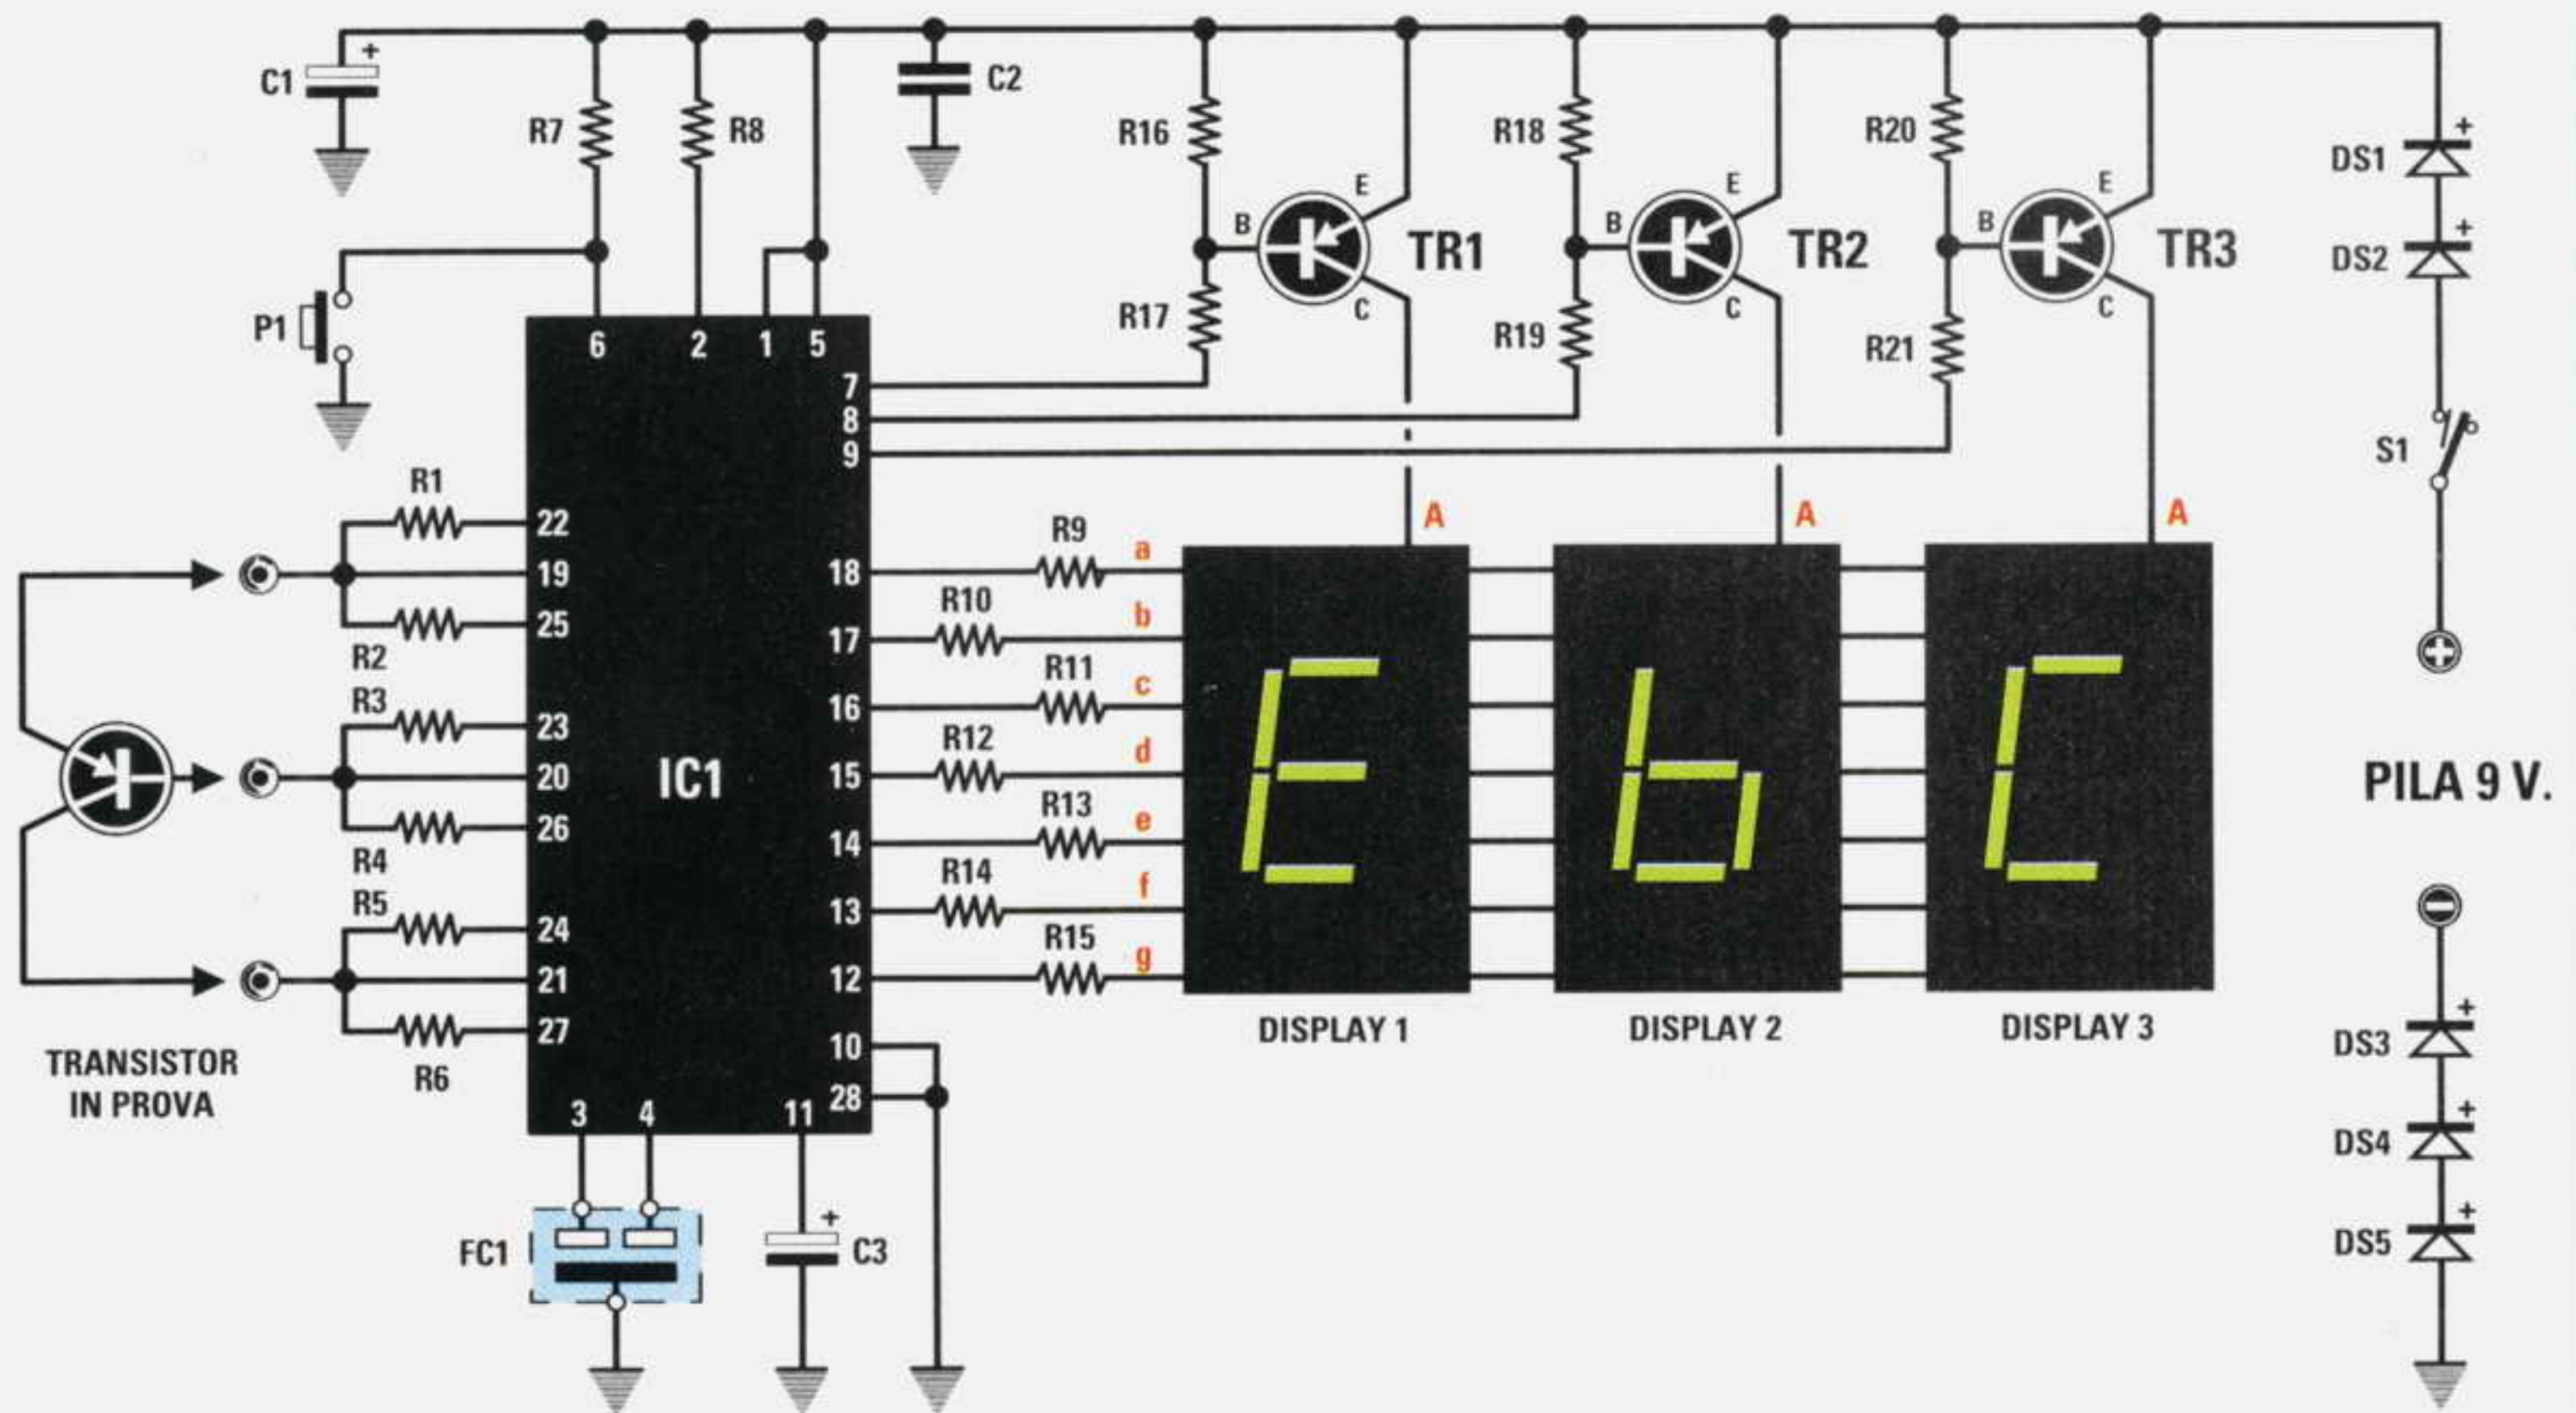 +
C1
R7
R8
C2
R16
R18
R20
+
DS1
E
E
E
B
TR1
B
TR2
B
TR3
+
DS2
C
C
C
P1
R17
R19
R21
6 2 1 5
7
8
9
S1
R1
22
19
25
R2
R3
23
20
26
R4
R5
24
21
27
R6
IC1
A
A
A
18
R9
a
17
R10
b
16
R11
c
15
R12
d
14
R13
e
13
R14
f
12
R15
g
10
28
E
b
C
+
PILA 9 V.
-
DISPLAY 1
DISPLAY 2
DISPLAY 3
TRANSISTOR
IN PROVA
3 4 11
FC1
+
C3
+
DS3
+
DS4
+
DS5